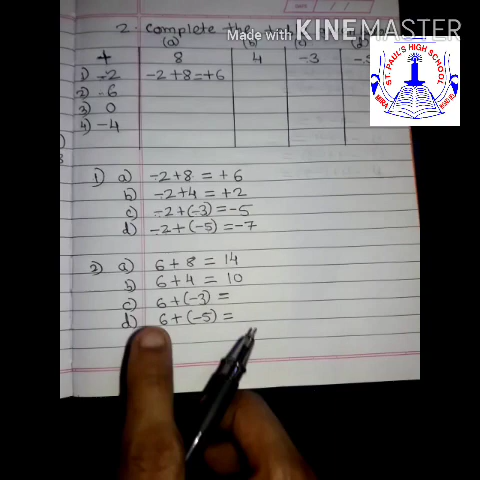 Made with KINEMASTER
2. Complete the
(a) (b) (c) (d)
+ 8 4 -3
1) -2 -2+8=+6
2) 6
3) 0
4) -4
ST. PAUL'S HIGH SCHOOL
1) a) -2+8 = +6
b) -2+4 = +2
c) -2+(-3)=-5
d) -2+(-5)=-7
2) a) 6+8 = 14
b) 6+4 = 10
c) 6+(-3) =
d) 6+(-5) =